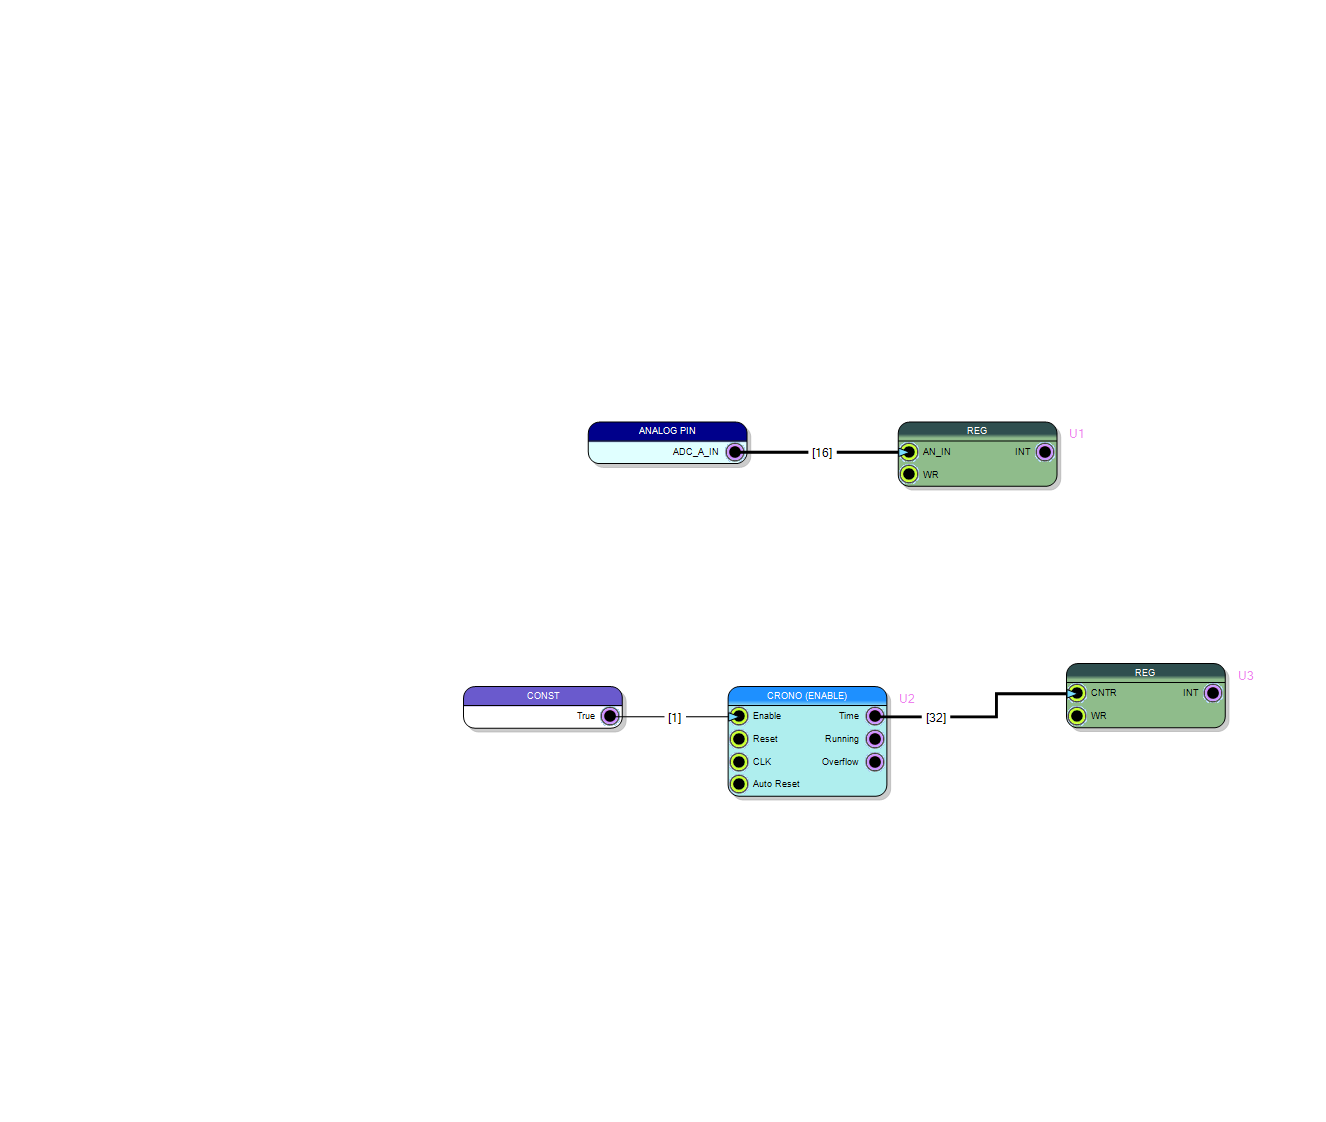 ANALOG PIN
ADC_A_IN
[16]
REG
U1
AN_IN
INT
WR
REG
U3
CNTR
INT
WR
CONST
True
[1]
CRONO (ENABLE)
U2
Enable
Time
[32]
Reset
Running
CLK
Overflow
Auto Reset